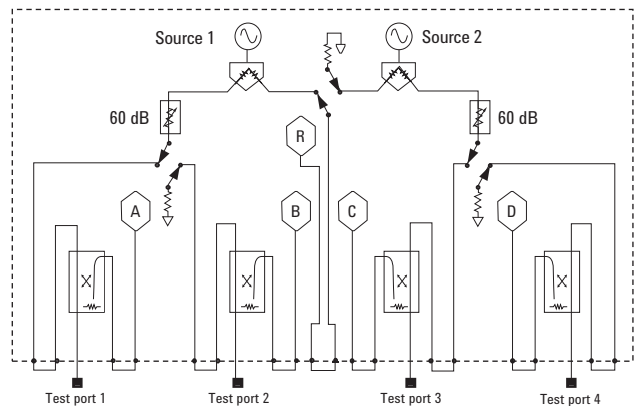 Source 1
Source 2
60 dB
60 dB
R
A
B
C
D
Test port 1
Test port 2
Test port 3
Test port 4